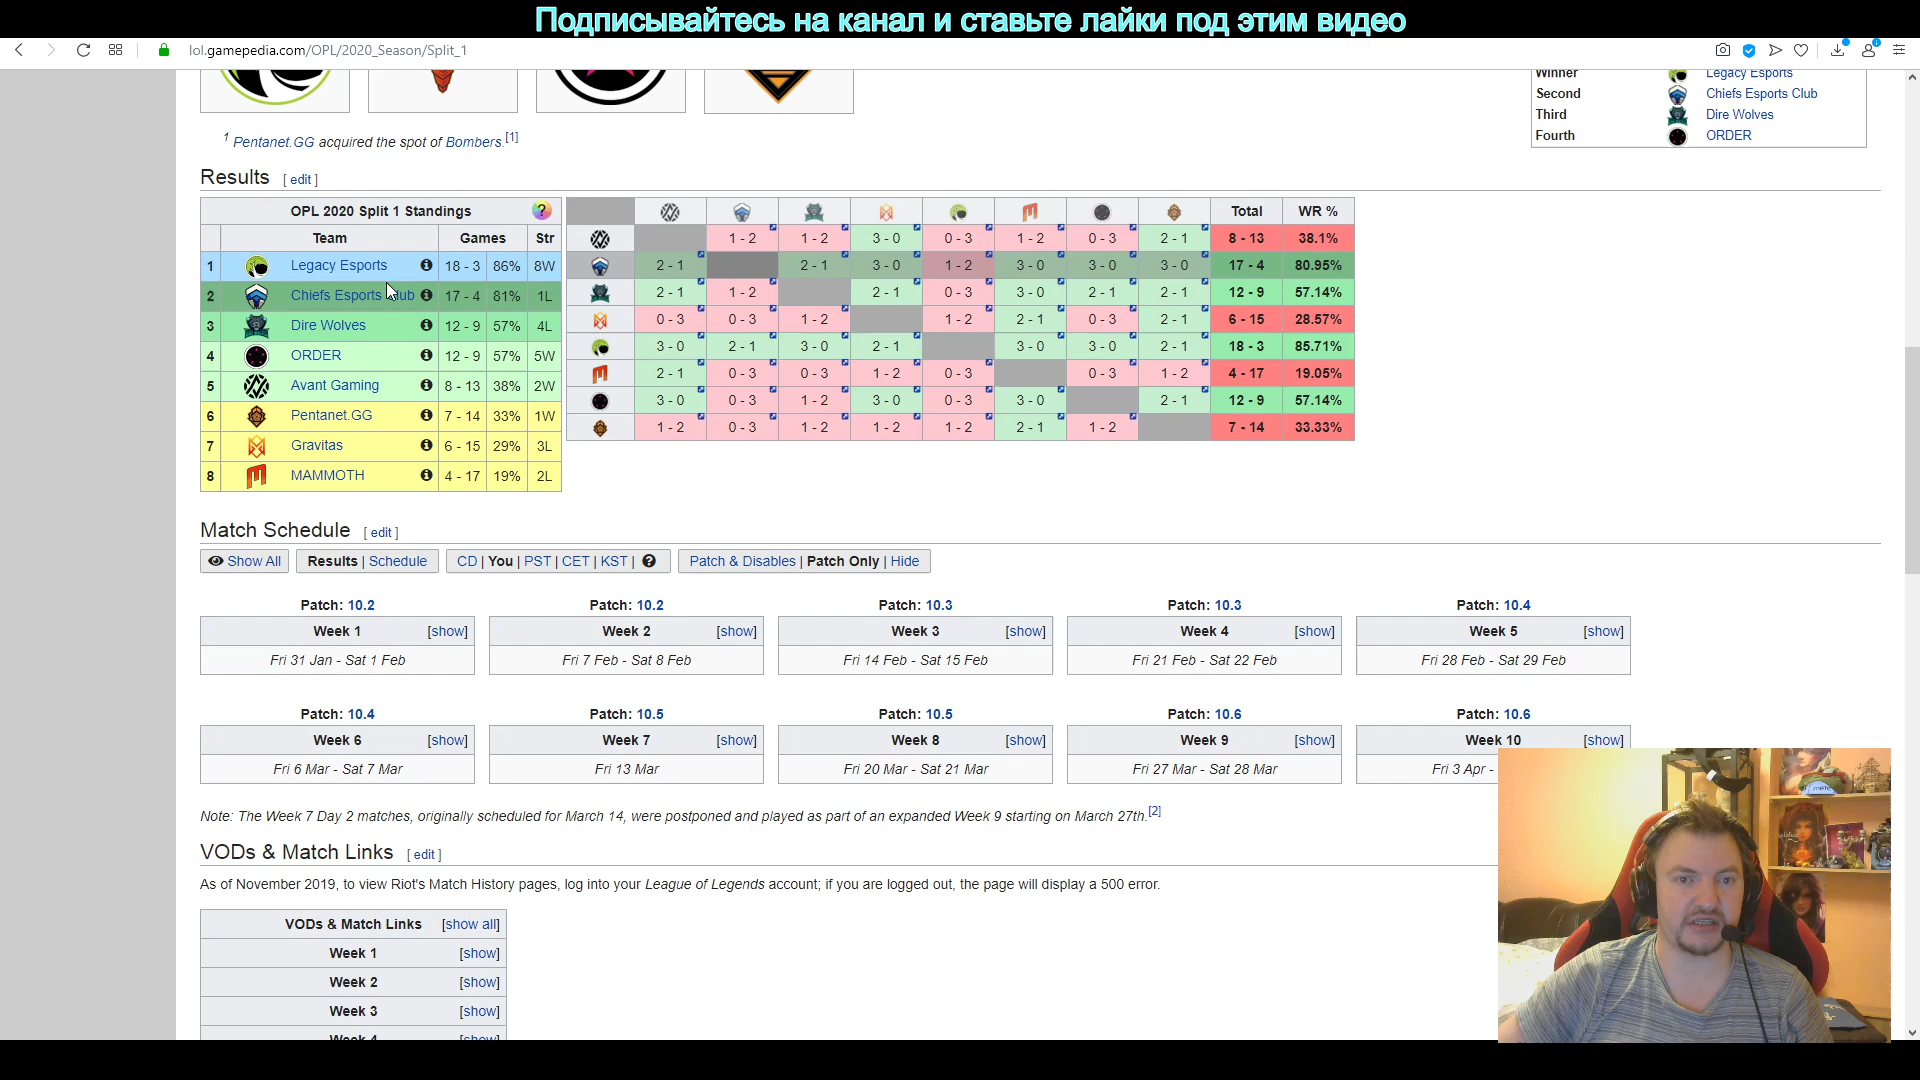 Подписывайтесь на канал и ставьте лайки под этим видео
lol.gamepedia.com/OPL/2020_Season/Split_1
Winner Legacy Esports
Second Chiefs Esports Club
Third Dire Wolves
Fourth ORDER
1 Pentanet.GG acquired the spot of Bombers.[1]
Results [ edit ]
OPL 2020 Split 1 Standings ?
Team Games Str
1 Legacy Esports 18 - 3 86% 8W
2 Chiefs Esports Club 17 - 4 81% 1L
3 Dire Wolves 12 - 9 57% 4L
4 ORDER 12 - 9 57% 5W
5 Avant Gaming 8 - 13 38% 2W
6 Pentanet.GG 7 - 14 33% 1W
7 Gravitas 6 - 15 29% 3L
8 MAMMOTH 4 - 17 19% 2L
Total WR %
1 - 2 1 - 2 3 - 0 0 - 3 1 - 2 0 - 3 2 - 1 8 - 13 38.1%
2 - 1 2 - 1 3 - 0 1 - 2 3 - 0 3 - 0 3 - 0 17 - 4 80.95%
2 - 1 1 - 2 2 - 1 0 - 3 3 - 0 2 - 1 2 - 1 12 - 9 57.14%
0 - 3 0 - 3 1 - 2 1 - 2 2 - 1 0 - 3 2 - 1 6 - 15 28.57%
3 - 0 2 - 1 3 - 0 2 - 1 3 - 0 3 - 0 2 - 1 18 - 3 85.71%
2 - 1 0 - 3 0 - 3 1 - 2 0 - 3 0 - 3 1 - 2 4 - 17 19.05%
3 - 0 0 - 3 1 - 2 3 - 0 0 - 3 3 - 0 2 - 1 12 - 9 57.14%
1 - 2 0 - 3 1 - 2 1 - 2 1 - 2 2 - 1 1 - 2 7 - 14 33.33%
Match Schedule [ edit ]
Show All Results | Schedule CD | You | PST | CET | KST | ? Patch & Disables | Patch Only | Hide
Patch: 10.2 Patch: 10.2 Patch: 10.3 Patch: 10.3 Patch: 10.4
Week 1 [show] Week 2 [show] Week 3 [show] Week 4 [show] Week 5 [show]
Fri 31 Jan - Sat 1 Feb Fri 7 Feb - Sat 8 Feb Fri 14 Feb - Sat 15 Feb Fri 21 Feb - Sat 22 Feb Fri 28 Feb - Sat 29 Feb
Patch: 10.4 Patch: 10.5 Patch: 10.5 Patch: 10.6 Patch: 10.6
Week 6 [show] Week 7 [show] Week 8 [show] Week 9 [show] Week 10 [show]
Fri 6 Mar - Sat 7 Mar Fri 13 Mar Fri 20 Mar - Sat 21 Mar Fri 27 Mar - Sat 28 Mar Fri 3 Apr -
Note: The Week 7 Day 2 matches, originally scheduled for March 14, were postponed and played as part of an expanded Week 9 starting on March 27th.[2]
VODs & Match Links [ edit ]
As of November 2019, to view Riot's Match History pages, log into your League of Legends account; if you are logged out, the page will display a 500 error.
VODs & Match Links [show all]
Week 1 [show]
Week 2 [show]
Week 3 [show]
Week 4 [show]